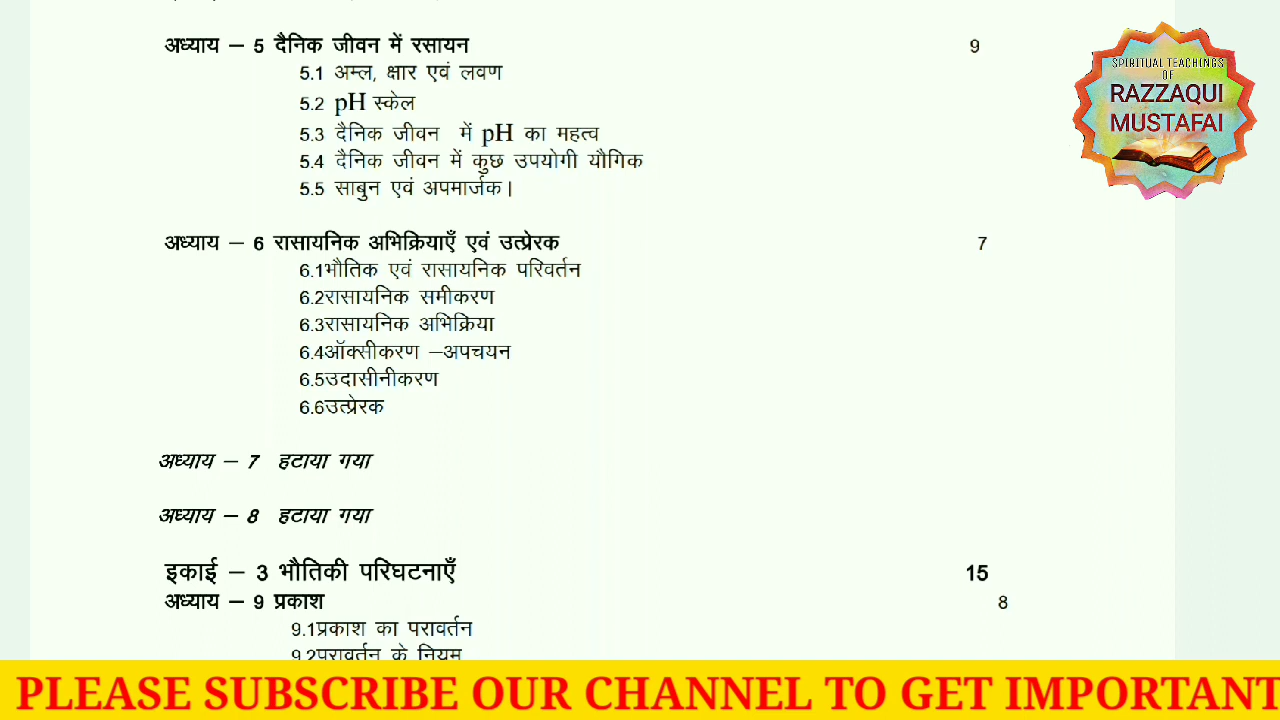 अध्याय – 5 दैनिक जीवन में रसायन 9
5.1 अम्ल, क्षार एवं लवण
5.2 pH स्केल
5.3 दैनिक जीवन में pH का महत्व
5.4 दैनिक जीवन में कुछ उपयोगी यौगिक
5.5 साबुन एवं अपमार्जक।
अध्याय – 6 रासायनिक अभिक्रियाएँ एवं उत्प्रेरक 7
6.1भौतिक एवं रासायनिक परिवर्तन
6.2रासायनिक समीकरण
6.3रासायनिक अभिक्रिया
6.4ऑक्सीकरण –अपचयन
6.5उदासीनीकरण
6.6उत्प्रेरक
अध्याय – 7 हटाया गया
अध्याय – 8 हटाया गया
इकाई – 3 भौतिकी परिघटनाएँ 15
अध्याय – 9 प्रकाश 8
9.1प्रकाश का परावर्तन
9.2परावर्तन के नियम
SPIRITUAL TEACHINGS
OF
RAZZAQUI
MUSTAFAI
PLEASE SUBSCRIBE OUR CHANNEL TO GET IMPORTANT